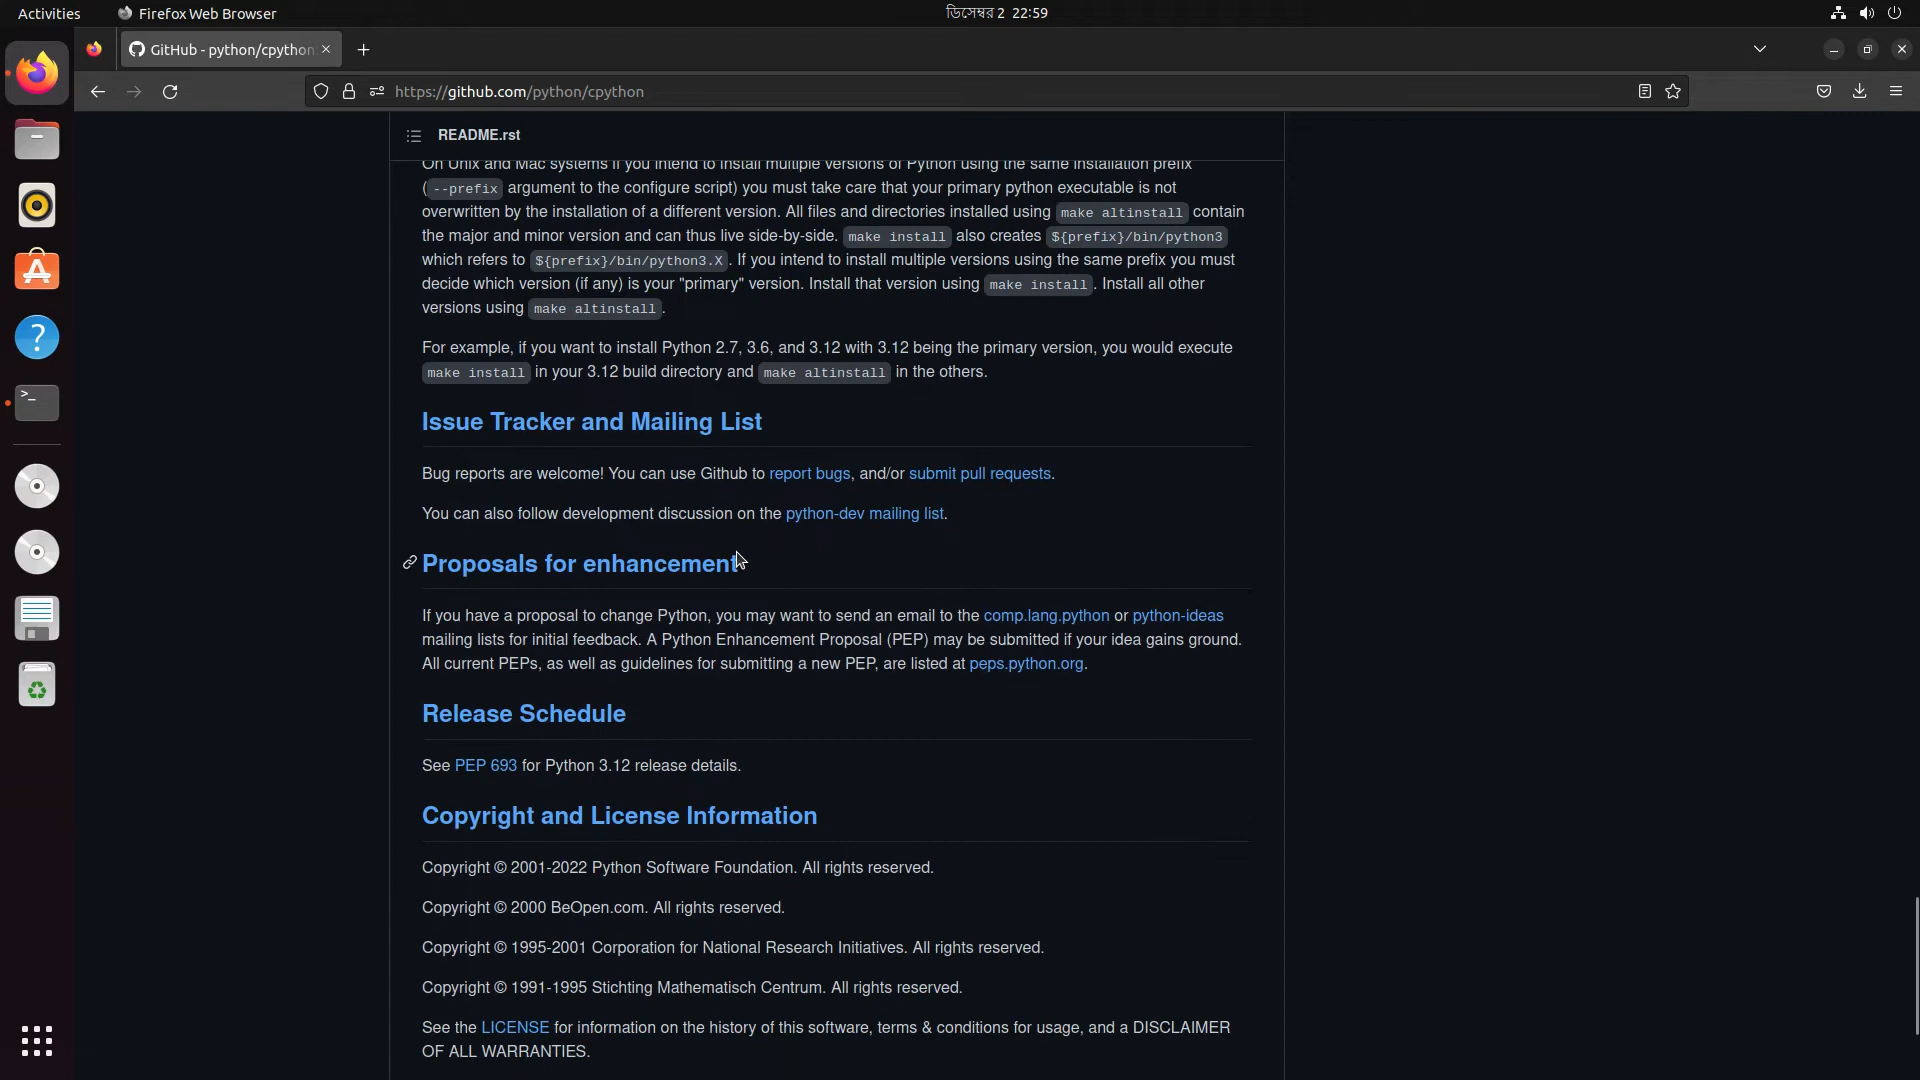 Activities Firefox Web Browser ডিসেম্বর 2 22:59
GitHub - python/cpython
https://github.com/python/cpython
README.rst
On Unix and Mac systems if you intend to install multiple versions of Python using the same installation prefix
(--prefix argument to the configure script) you must take care that your primary python executable is not
overwritten by the installation of a different version. All files and directories installed using make altinstall contain
the major and minor version and can thus live side-by-side. make install also creates ${prefix}/bin/python3
which refers to ${prefix}/bin/python3.X. If you intend to install multiple versions using the same prefix you must
decide which version (if any) is your "primary" version. Install that version using make install. Install all other
versions using make altinstall.
For example, if you want to install Python 2.7, 3.6, and 3.12 with 3.12 being the primary version, you would execute
make install in your 3.12 build directory and make altinstall in the others.
Issue Tracker and Mailing List
Bug reports are welcome! You can use Github to report bugs, and/or submit pull requests.
You can also follow development discussion on the python-dev mailing list.
Proposals for enhancement
If you have a proposal to change Python, you may want to send an email to the comp.lang.python or python-ideas
mailing lists for initial feedback. A Python Enhancement Proposal (PEP) may be submitted if your idea gains ground.
All current PEPs, as well as guidelines for submitting a new PEP, are listed at peps.python.org.
Release Schedule
See PEP 693 for Python 3.12 release details.
Copyright and License Information
Copyright © 2001-2022 Python Software Foundation. All rights reserved.
Copyright © 2000 BeOpen.com. All rights reserved.
Copyright © 1995-2001 Corporation for National Research Initiatives. All rights reserved.
Copyright © 1991-1995 Stichting Mathematisch Centrum. All rights reserved.
See the LICENSE for information on the history of this software, terms & conditions for usage, and a DISCLAIMER
OF ALL WARRANTIES.